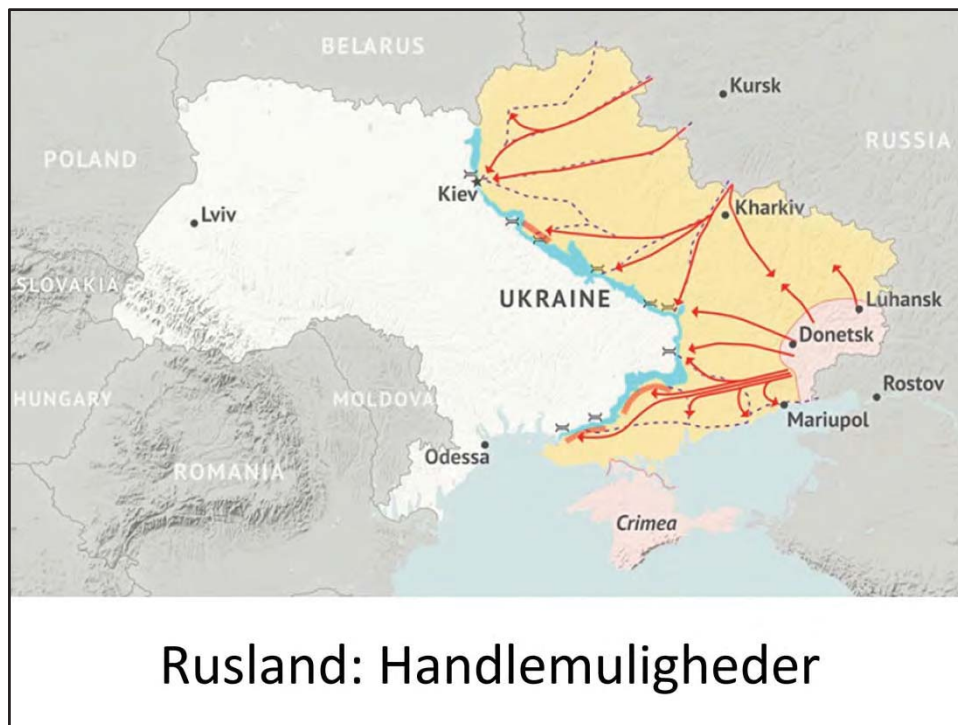 BELARUS
Kursk
RUSSIA
POLAND
Kiev
Lviv
Kharkiv
SLOVAKIA
UKRAINE
Luhansk
Donetsk
HUNGARY
MOLDOVA
Rostov
Mariupol
Odessa
ROMANIA
Crimea
Rusland: Handlemuligheder